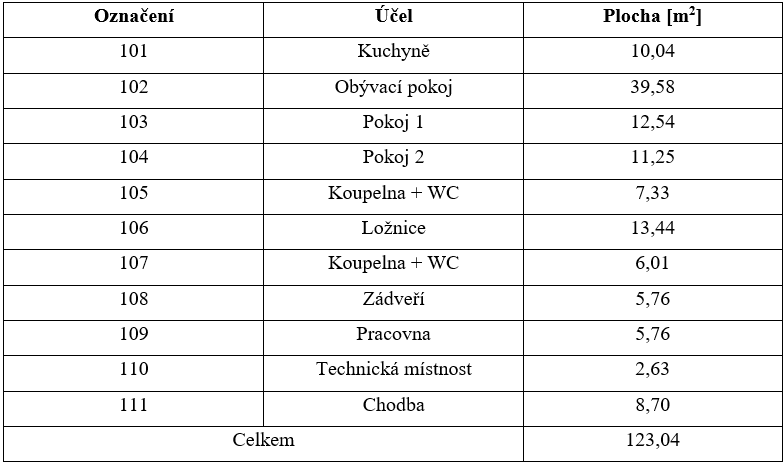 Označení Účel Plocha [m²]
101 Kuchyně 10,04
102 Obývací pokoj 39,58
103 Pokoj 1 12,54
104 Pokoj 2 11,25
105 Koupelna + WC 7,33
106 Ložnice 13,44
107 Koupelna + WC 6,01
108 Zádveří 5,76
109 Pracovna 5,76
110 Technická místnost 2,63
111 Chodba 8,70
Celkem 123,04